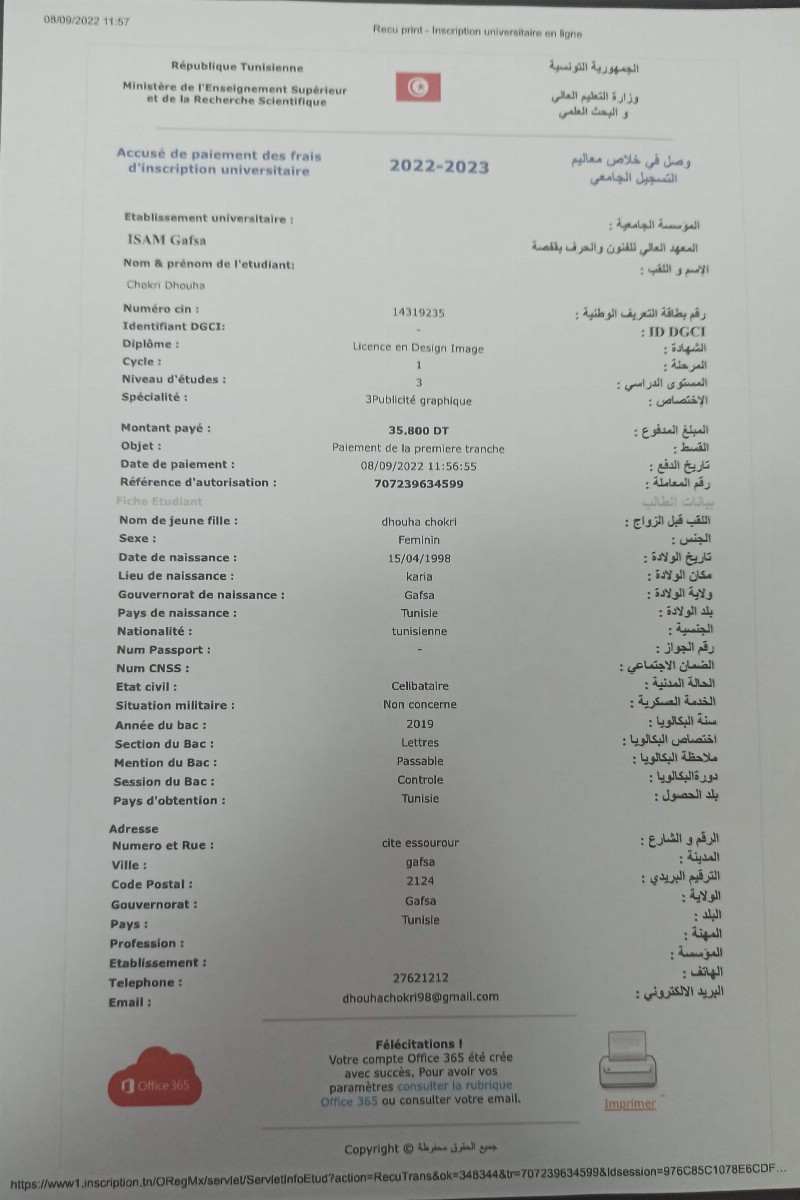 08/09/2022 11:57
Recu print - Inscription universitaire en ligne
République Tunisienne
الجمهورية التونسية
Ministère de l'Enseignement Supérieur
et de la Recherche Scientifique
وزارة التعليم العالي
و البحث العلمي
Accusé de paiement des frais
d'inscription universitaire
2022-2023
وصل في خلاص معاليم
التسجيل الجامعي
Etablissement universitaire :
المؤسسة الجامعية :
ISAM Gafsa
المعهد العالي للفنون والحرف بقفصة
Nom & prénom de l'etudiant:
الإسم و اللقب :
Chokri Dhouha
Numéro cin : 14319235 رقم بطاقة التعريف الوطنية :
Identifiant DGCI: - ID DGCI :
Diplôme : Licence en Design Image الشهادة :
Cycle : 1 المرحلة :
Niveau d'études : 3 المستوى الدراسي :
Spécialité : 3Publicité graphique الإختصاص :
Montant payé : 35.800 DT المبلغ المدفوع :
Objet : Paiement de la premiere tranche القسط :
Date de paiement : 08/09/2022 11:56:55 تاريخ الدفع :
Référence d'autorisation : 707239634599 رقم المعاملة :
Fiche Etudiant بيانات الطالب
Nom de jeune fille : dhouha chokri اللقب قبل الزواج :
Sexe : Feminin الجنس :
Date de naissance : 15/04/1998 تاريخ الولادة :
Lieu de naissance : karia مكان الولادة :
Gouvernorat de naissance : Gafsa ولاية الولادة :
Pays de naissance : Tunisie بلد الولادة :
Nationalité : tunisienne الجنسية :
Num Passport : - رقم الجواز :
Num CNSS : الضمان الاجتماعي :
Etat civil : Celibataire الحالة المدنية :
Situation militaire : Non concerne الخدمة العسكرية :
Année du bac : 2019 سنة البكالويا :
Section du Bac : Lettres اختصاص البكالويا :
Mention du Bac : Passable ملاحظة البكالويا :
Session du Bac : Controle دورةالبكالويا :
Pays d'obtention : Tunisie بلد الحصول :
Adresse
Numero et Rue : cite essourour الرقم و الشارع :
Ville : gafsa المدينة :
Code Postal : 2124 الترقيم البريدي :
Gouvernorat : Gafsa الولاية :
Pays : Tunisie البلد :
Profession : المهنة :
Etablissement : المؤسسة :
Telephone : 27621212 الهاتف :
Email : dhouhachokri98@gmail.com البريد الالكتروني :
Office 365
Félécitations !
Votre compte Office 365 été crée
avec succès. Pour avoir vos
paramètres consulter la rubrique
Office 365 ou consulter votre email.
Imprimer
Copyright © جميع الحقوق محفوظة
https://www1.inscription.tn/ORegMx/servlet/ServletInfoEtud?action=RecuTrans&ok=348344&tr=707239634599&Idsession=976C85C1078E6CDF...